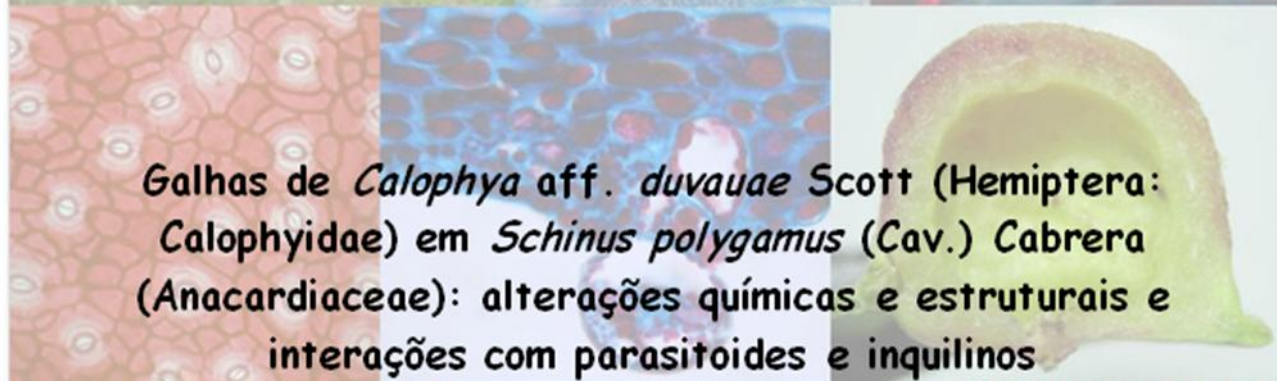 Galhas de Calophya aff. duvauae Scott (Hemiptera:
Calophyidae) em Schinus polygamus (Cav.) Cabrera
(Anacardiaceae): alterações químicas e estruturais e
interações com parasitoides e inquilinos